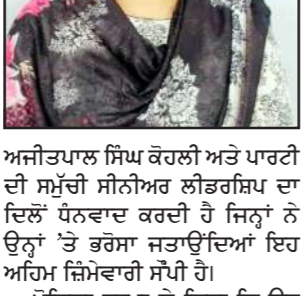 ਅਜੀਤਪਾਲ ਸਿੰਘ ਕੋਹਲੀ ਅਤੇ ਪਾਰਟੀ
ਦੀ ਸਮੁੱਚੀ ਸੀਨੀਅਰ ਲੀਡਰਸ਼ਿਪ ਦਾ
ਦਿਲੋਂ ਧੰਨਵਾਦ ਕਰਦੀ ਹੈ ਜਿਨ੍ਹਾਂ ਨੇ
ਉਨ੍ਹਾਂ ’ਤੇ ਭਰੋਸਾ ਜਤਾਉਂਦਿਆਂ ਇਹ
ਅਹਿਮ ਜ਼ਿੰਮੇਵਾਰੀ ਸੌਂਪੀ ਹੈ।